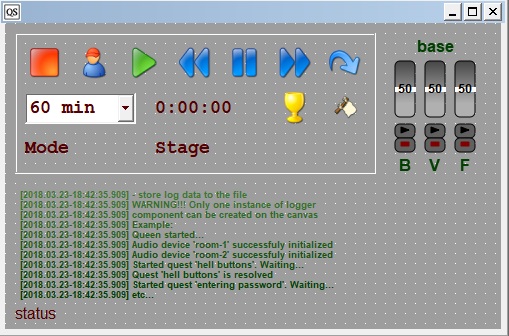 QS
base
50 50 50
60 min 0:00:00
B V F
Mode Stage
[2018.03.23-18:42:35.909] - store log data to the file
[2018.03.23-18:42:35.909] WARNING!!! Only one instance of logger
[2018.03.23-18:42:35.909] component can be created on the canvas
[2018.03.23-18:42:35.909] Example:
[2018.03.23-18:42:35.909] Queen started...
[2018.03.23-18:42:35.909] Audio device 'room-1' successfuly initialized
[2018.03.23-18:42:35.909] Audio device 'room-2' successfuly initialized
[2018.03.23-18:42:35.909] Started quest 'hell buttons'. Waiting...
[2018.03.23-18:42:35.909] Quest 'hell buttons' is resolved
[2018.03.23-18:42:35.909] Started quest 'entering password'. Waiting...
[2018.03.23-18:42:35.909] etc...
status